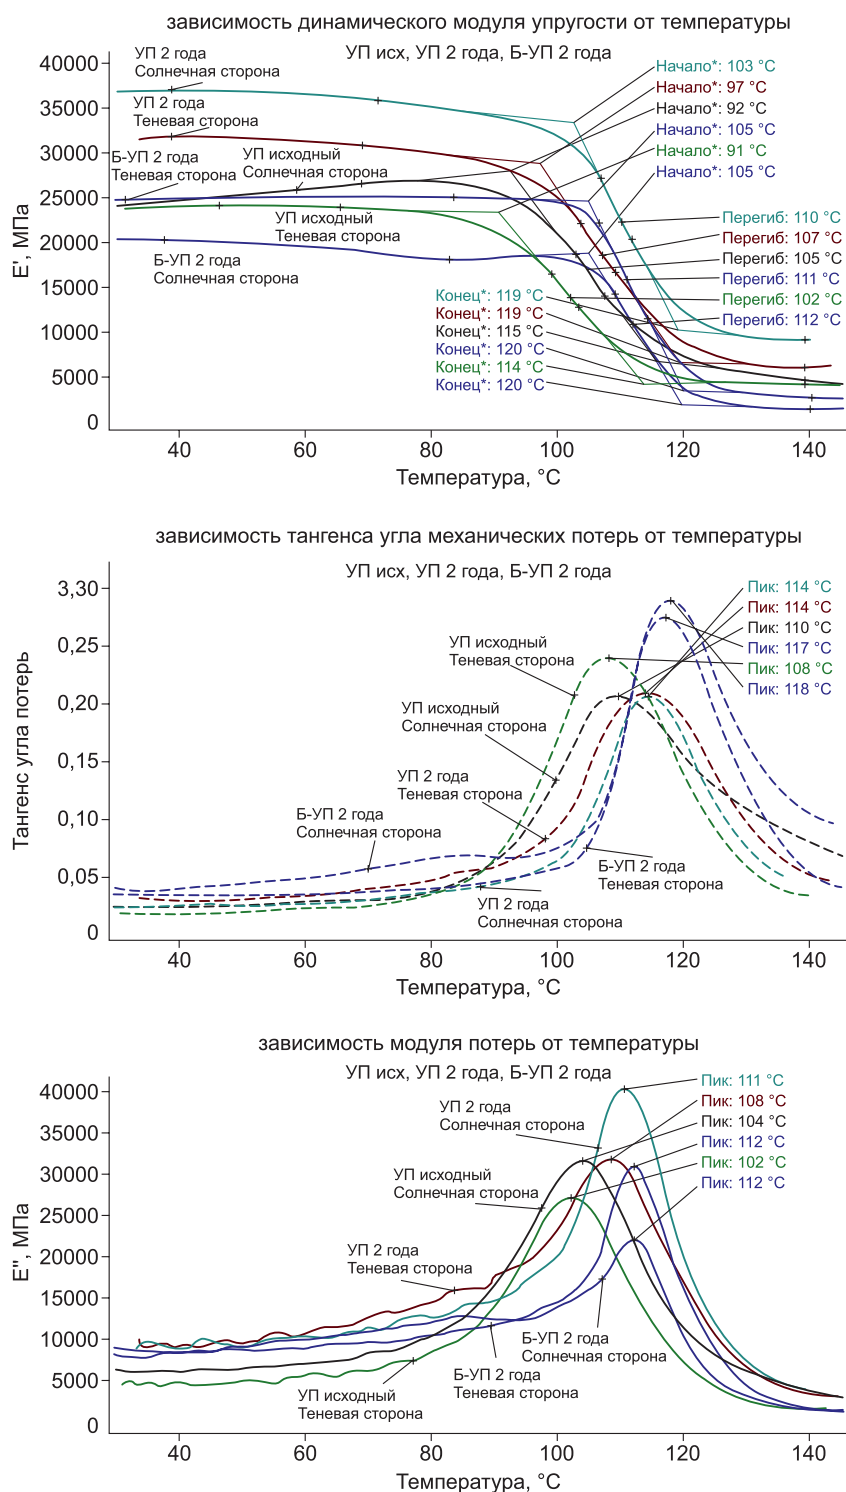 зависимость динамического модуля упругости от температуры
УП исх, УП 2 года, Б-УП 2 года
E', МПа
40000
35000
30000
25000
20000
15000
10000
5000
0
УП 2 года
Солнечная сторона
УП 2 года
Теневая сторона
Б-УП 2 года
Теневая сторона
УП исходный
Солнечная сторона
УП исходный
Теневая сторона
Б-УП 2 года
Солнечная сторона
Начало*: 103 °C
Начало*: 97 °C
Начало*: 92 °C
Начало*: 105 °C
Начало*: 91 °C
Начало*: 105 °C
Перегиб: 110 °C
Перегиб: 107 °C
Перегиб: 105 °C
Перегиб: 111 °C
Перегиб: 102 °C
Перегиб: 112 °C
Конец*: 119 °C
Конец*: 119 °C
Конец*: 115 °C
Конец*: 120 °C
Конец*: 114 °C
Конец*: 120 °C
40 60 80 100 120 140
Температура, °C
зависимость тангенса угла механических потерь от температуры
УП исх, УП 2 года, Б-УП 2 года
Тангенс угла потерь
3,30
0,25
0,20
0,15
0,10
0,05
0
Пик: 114 °C
Пик: 114 °C
Пик: 110 °C
Пик: 117 °C
Пик: 108 °C
Пик: 118 °C
УП исходный
Теневая сторона
УП исходный
Солнечная сторона
УП 2 года
Теневая сторона
Б-УП 2 года
Солнечная сторона
Б-УП 2 года
Теневая сторона
УП 2 года
Солнечная сторона
40 60 80 100 120 140
Температура, °C
зависимость модуля потерь от температуры
УП исх, УП 2 года, Б-УП 2 года
E'', МПа
40000
35000
30000
25000
20000
15000
10000
5000
0
Пик: 111 °C
Пик: 108 °C
Пик: 104 °C
Пик: 112 °C
Пик: 102 °C
Пик: 112 °C
УП 2 года
Солнечная сторона
УП исходный
Солнечная сторона
УП 2 года
Теневая сторона
Б-УП 2 года
Солнечная сторона
Б-УП 2 года
Теневая сторона
УП исходный
Теневая сторона
40 60 80 100 120 140
Температура, °C